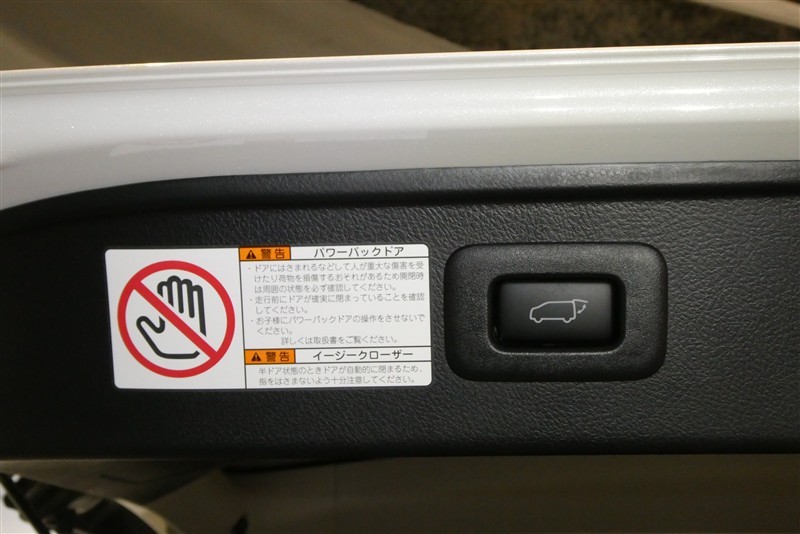 警告 パワーバックドア
・ドアにはさまれるなどして人が重大な傷害を受
けたり荷物を損傷するおそれがあるため開閉時
は周囲の状態を必ず確認してください。
・走行前にドアが確実に閉まっていることを確認
してください。
・お子様にパワーバックドアの操作をさせないで
ください。
詳しくは取扱書をご覧ください。
警告 イージークローザー
半ドア状態のときドアが自動的に閉まるため、
指をはさまないよう十分注意してください。